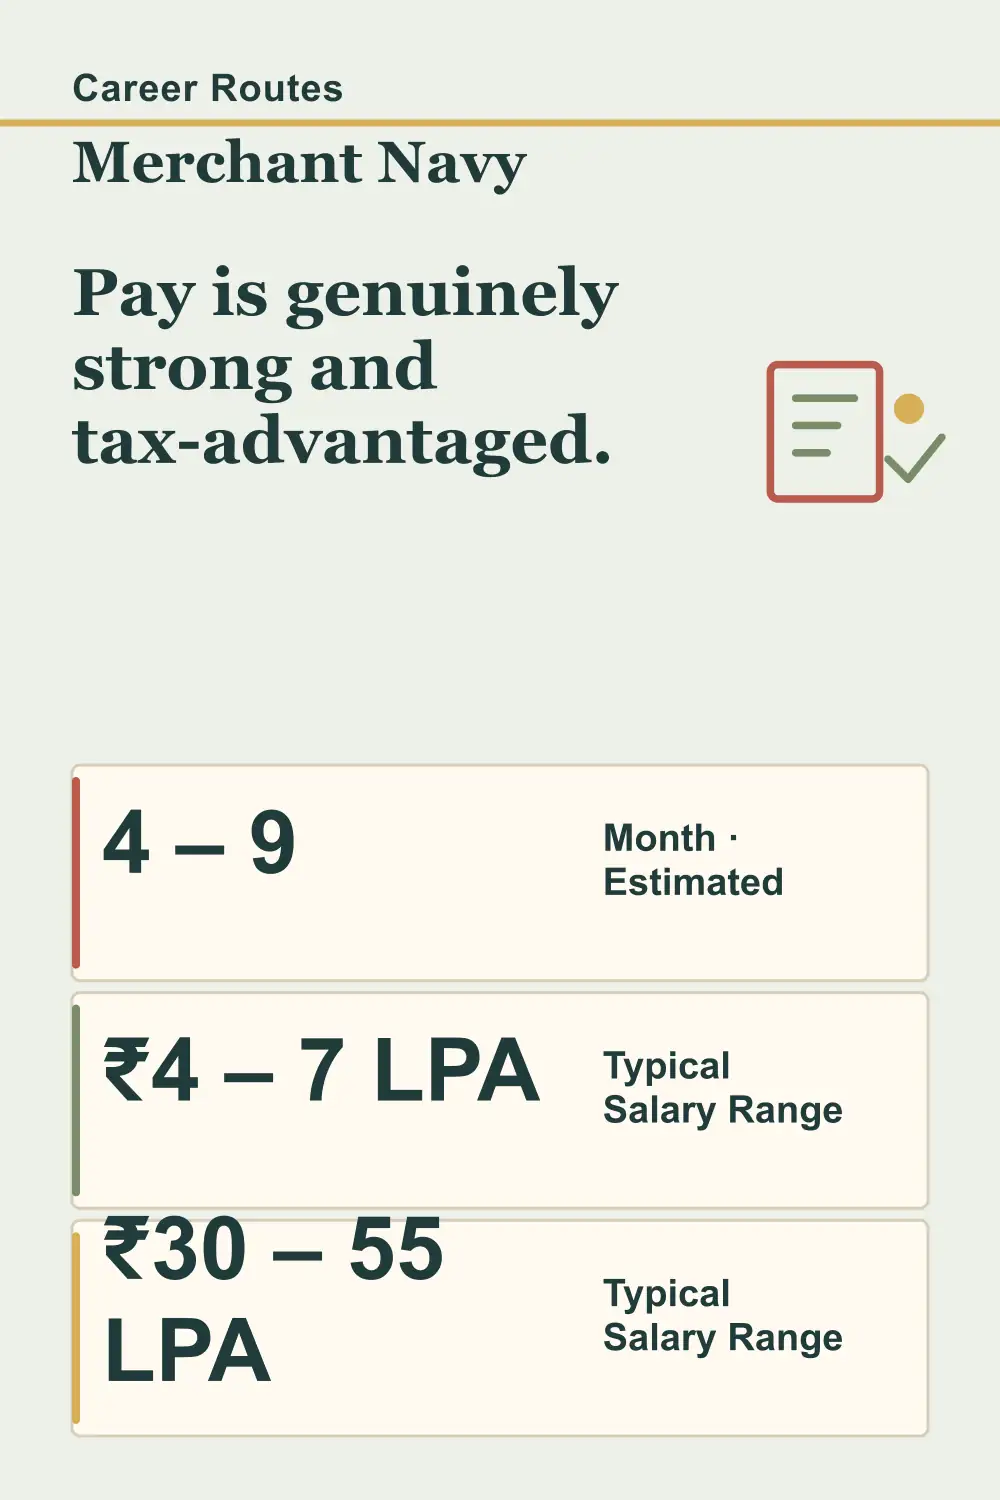 Career Routes
Merchant Navy
Pay is genuinely
strong and
tax-advantaged.
4 – 9
Month ·
Estimated
₹4 – 7 LPA
Typical
Salary Range
₹30 – 55
LPA
Typical
Salary Range